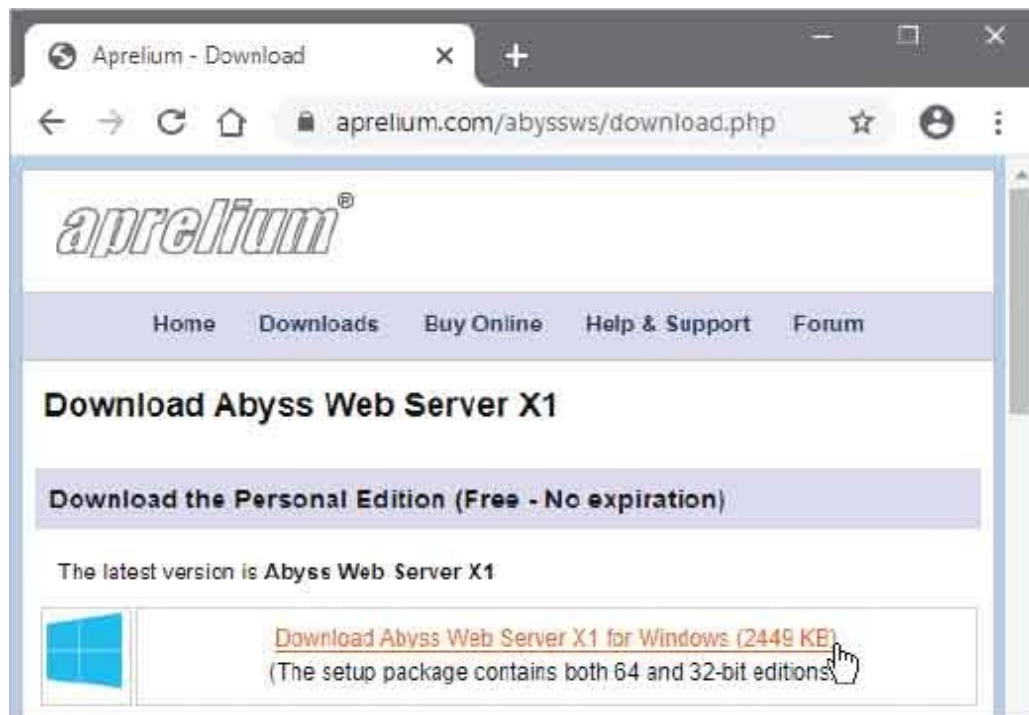 Aprelium - Download
aprelium.com/abyssws/download.php
aprelium®
Home Downloads Buy Online Help & Support Forum
Download Abyss Web Server X1
Download the Personal Edition (Free - No expiration)
The latest version is Abyss Web Server X1
Download Abyss Web Server X1 for Windows (2449 KB)
(The setup package contains both 64 and 32-bit editions